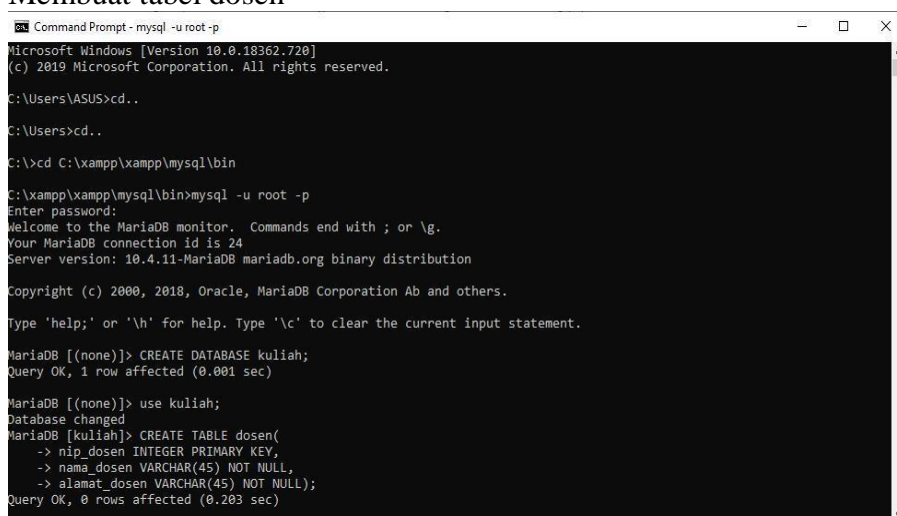 Membuat tabel dosen
Command Prompt - mysql -u root -p
Microsoft Windows [Version 10.0.18362.720]
(c) 2019 Microsoft Corporation. All rights reserved.
C:\Users\ASUS>cd..
C:\Users>cd..
C:\>cd C:\xampp\xampp\mysql\bin
C:\xampp\xampp\mysql\bin>mysql -u root -p
Enter password:
Welcome to the MariaDB monitor.  Commands end with ; or \g.
Your MariaDB connection id is 24
Server version: 10.4.11-MariaDB mariadb.org binary distribution
Copyright (c) 2000, 2018, Oracle, MariaDB Corporation Ab and others.
Type 'help;' or '\h' for help. Type '\c' to clear the current input statement.
MariaDB [(none)]> CREATE DATABASE kuliah;
Query OK, 1 row affected (0.001 sec)
MariaDB [(none)]> use kuliah;
Database changed
MariaDB [kuliah]> CREATE TABLE dosen(
    -> nip_dosen INTEGER PRIMARY KEY,
    -> nama_dosen VARCHAR(45) NOT NULL,
    -> alamat_dosen VARCHAR(45) NOT NULL);
Query OK, 0 rows affected (0.203 sec)